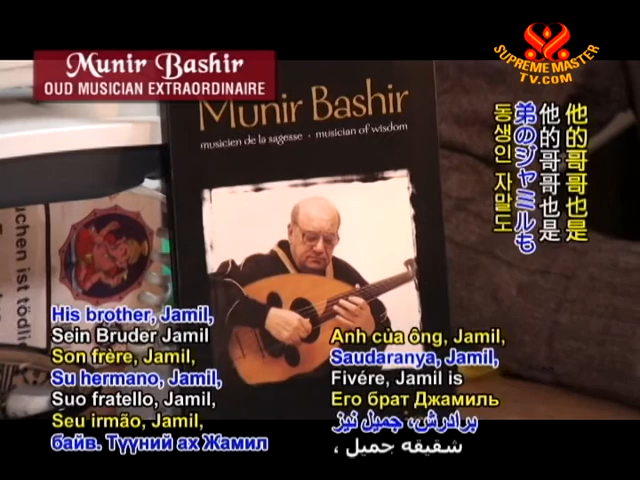 Munir Bashir
OUD MUSICIAN EXTRAORDINAIRE
SUPREME MASTER
TV.COM
Munir Bashir
musicien de la sagesse · musician of wisdom
他的哥哥也是
他的哥哥也是
弟のジャミルも
동생인 자말도
uchen ist tödlic
His brother, Jamil,
Sein Bruder Jamil
Son frère, Jamil,
Su hermano, Jamil,
Suo fratello, Jamil,
Seu irmão, Jamil,
байв. Түүний ах Жамил
Anh của ông, Jamil,
Saudaranya, Jamil,
Fivére, Jamil is
Его брат Джамиль
برادرش، جمیل نیز
شقيقه جميل ،